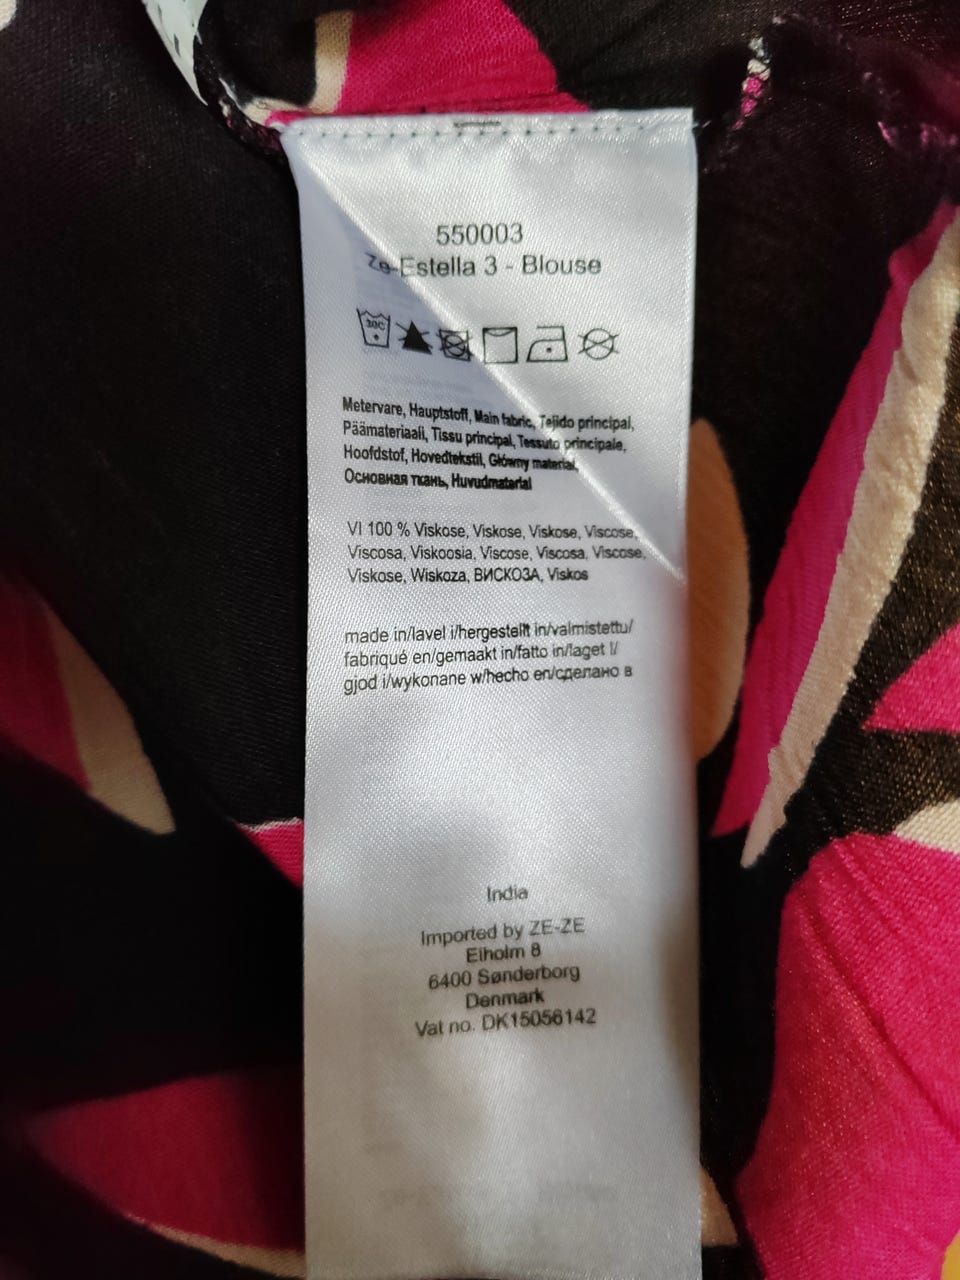 550003
Ze-Estella 3 - Blouse
30C
Metervare, Hauptstoff, Main fabric, Tejido principal,
Päämateriaali, Tissu principal, Tessuto principale,
Hoofdstof, Hovedtekstil, Główny materiał,
Основная ткань, Huvudmaterial
VI 100 % Viskose, Viskose, Viskose, Viscose,
Viscosa, Viskoosia, Viscose, Viscosa, Viscose,
Viskose, Wiskoza, ВИСКОЗА, Viskos
made in/lavet i/hergestellt in/valmistettu/
fabriqué en/gemaakt in/fatto in/laget i/
gjod i/wykonane w/hecho en/сделано в
India
Imported by ZE-ZE
Elholm 8
6400 Sønderborg
Denmark
Vat no. DK15056142